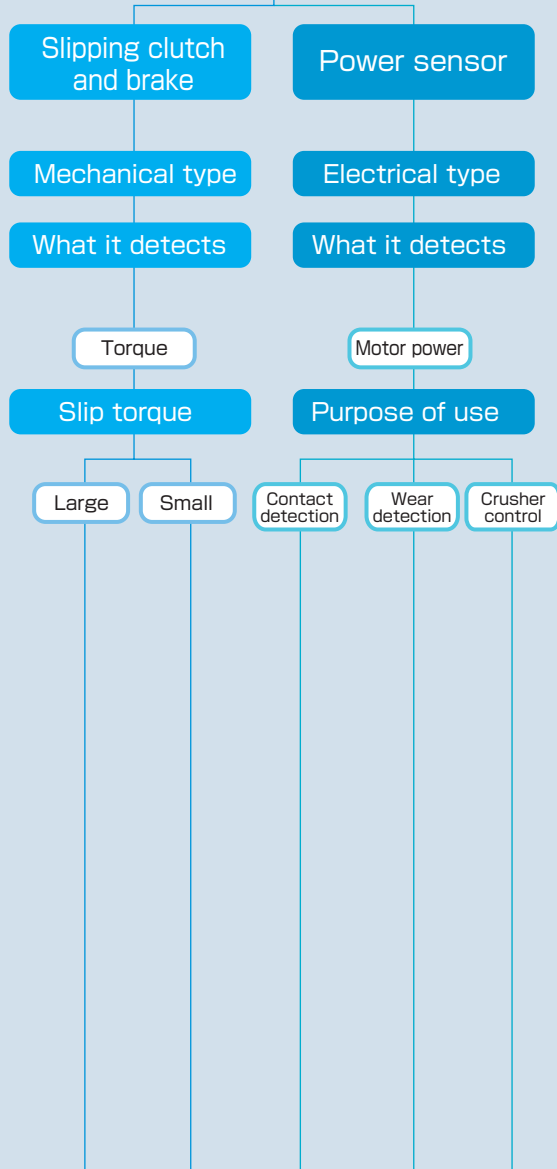 Slipping clutch
and brake
Power sensor
Mechanical type
Electrical type
What it detects
What it detects
Torque
Motor power
Slip torque
Purpose of use
Large
Small
Contact
detection
Wear
detection
Crusher
control